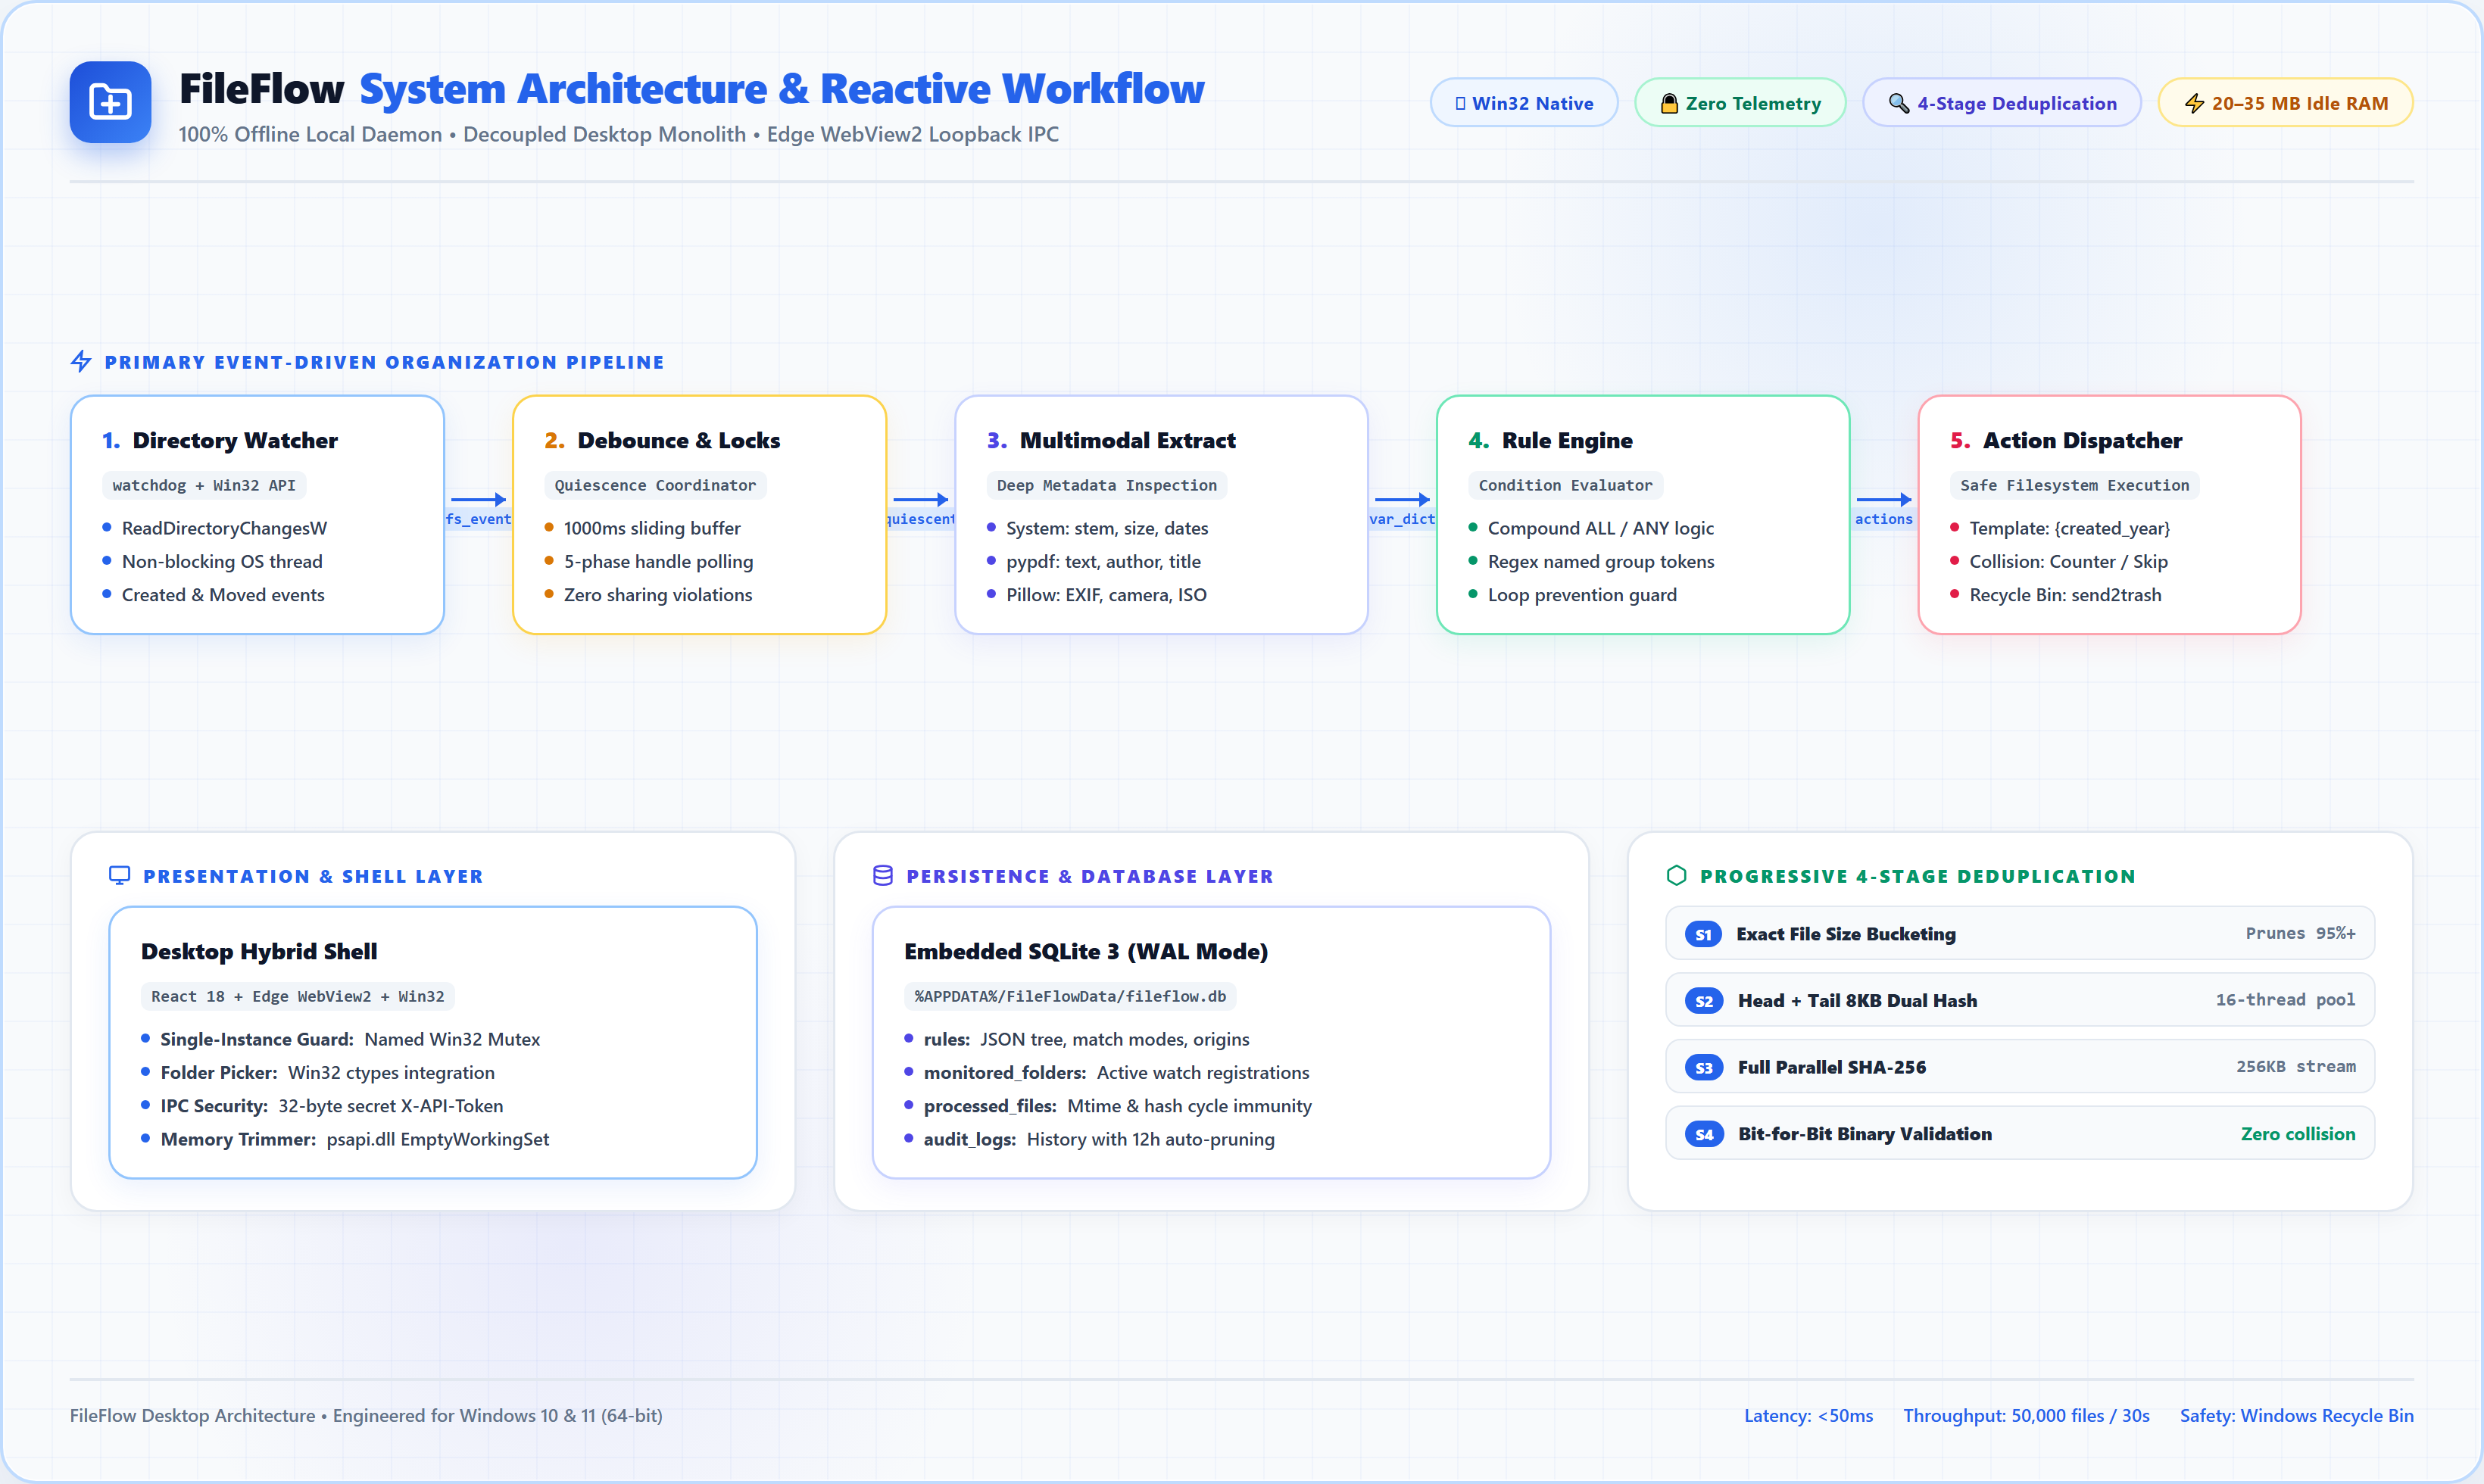 FileFlow System Architecture & Reactive Workflow
100% Offline Local Daemon • Decoupled Desktop Monolith • Edge WebView2 Loopback IPC
Win32 Native
🔒 Zero Telemetry
🔍 4-Stage Deduplication
⚡ 20–35 MB Idle RAM
PRIMARY EVENT-DRIVEN ORGANIZATION PIPELINE
1. Directory Watcher
watchdog + Win32 API
• ReadDirectoryChangesW
• Non-blocking OS thread
• Created & Moved events
fs_event
2. Debounce & Locks
Quiescence Coordinator
• 1000ms sliding buffer
• 5-phase handle polling
• Zero sharing violations
quiescent
3. Multimodal Extract
Deep Metadata Inspection
• System: stem, size, dates
• pypdf: text, author, title
• Pillow: EXIF, camera, ISO
var_dict
4. Rule Engine
Condition Evaluator
• Compound ALL / ANY logic
• Regex named group tokens
• Loop prevention guard
actions
5. Action Dispatcher
Safe Filesystem Execution
• Template: {created_year}
• Collision: Counter / Skip
• Recycle Bin: send2trash
PRESENTATION & SHELL LAYER
Desktop Hybrid Shell
React 18 + Edge WebView2 + Win32
• Single-Instance Guard: Named Win32 Mutex
• Folder Picker: Win32 ctypes integration
• IPC Security: 32-byte secret X-API-Token
• Memory Trimmer: psapi.dll EmptyWorkingSet
PERSISTENCE & DATABASE LAYER
Embedded SQLite 3 (WAL Mode)
%APPDATA%/FileFlowData/fileflow.db
• rules: JSON tree, match modes, origins
• monitored_folders: Active watch registrations
• processed_files: Mtime & hash cycle immunity
• audit_logs: History with 12h auto-pruning
PROGRESSIVE 4-STAGE DEDUPLICATION
S1 Exact File Size Bucketing Prunes 95%+
S2 Head + Tail 8KB Dual Hash 16-thread pool
S3 Full Parallel SHA-256 256KB stream
S4 Bit-for-Bit Binary Validation Zero collision
FileFlow Desktop Architecture • Engineered for Windows 10 & 11 (64-bit)
Latency: <50ms Throughput: 50,000 files / 30s Safety: Windows Recycle Bin